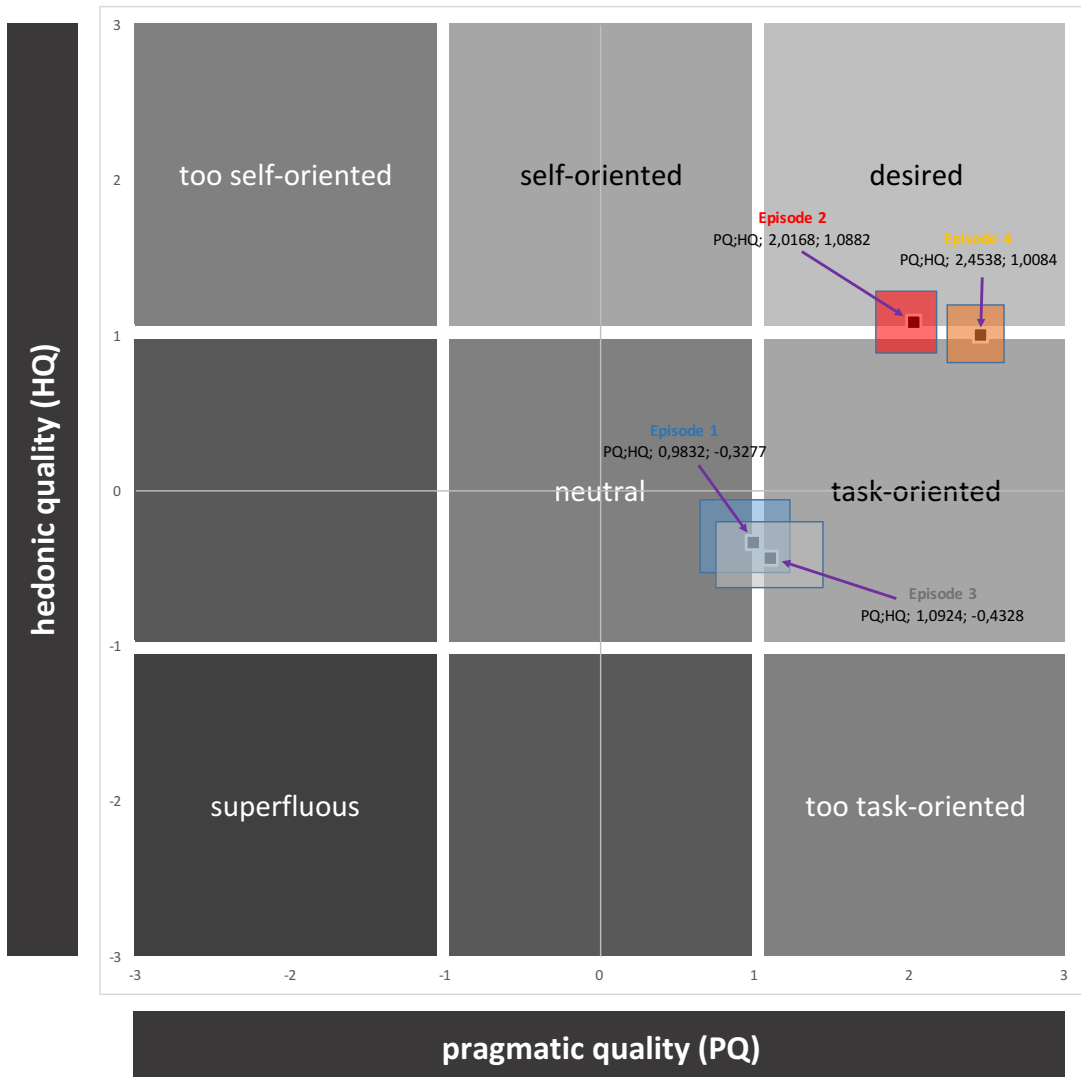 hedonic quality (HQ)
3
2
1
0
-1
-2
-3
too self-oriented
self-oriented
desired
Episode 2
PQ;HQ; 2,0168; 1,0882
Episode 4
PQ;HQ; 2,4538; 1,0084
Episode 1
PQ;HQ; 0,9832; -0,3277
neutral
task-oriented
Episode 3
PQ;HQ; 1,0924; -0,4328
superfluous
too task-oriented
-3
-2
-1
0
1
2
3
pragmatic quality (PQ)